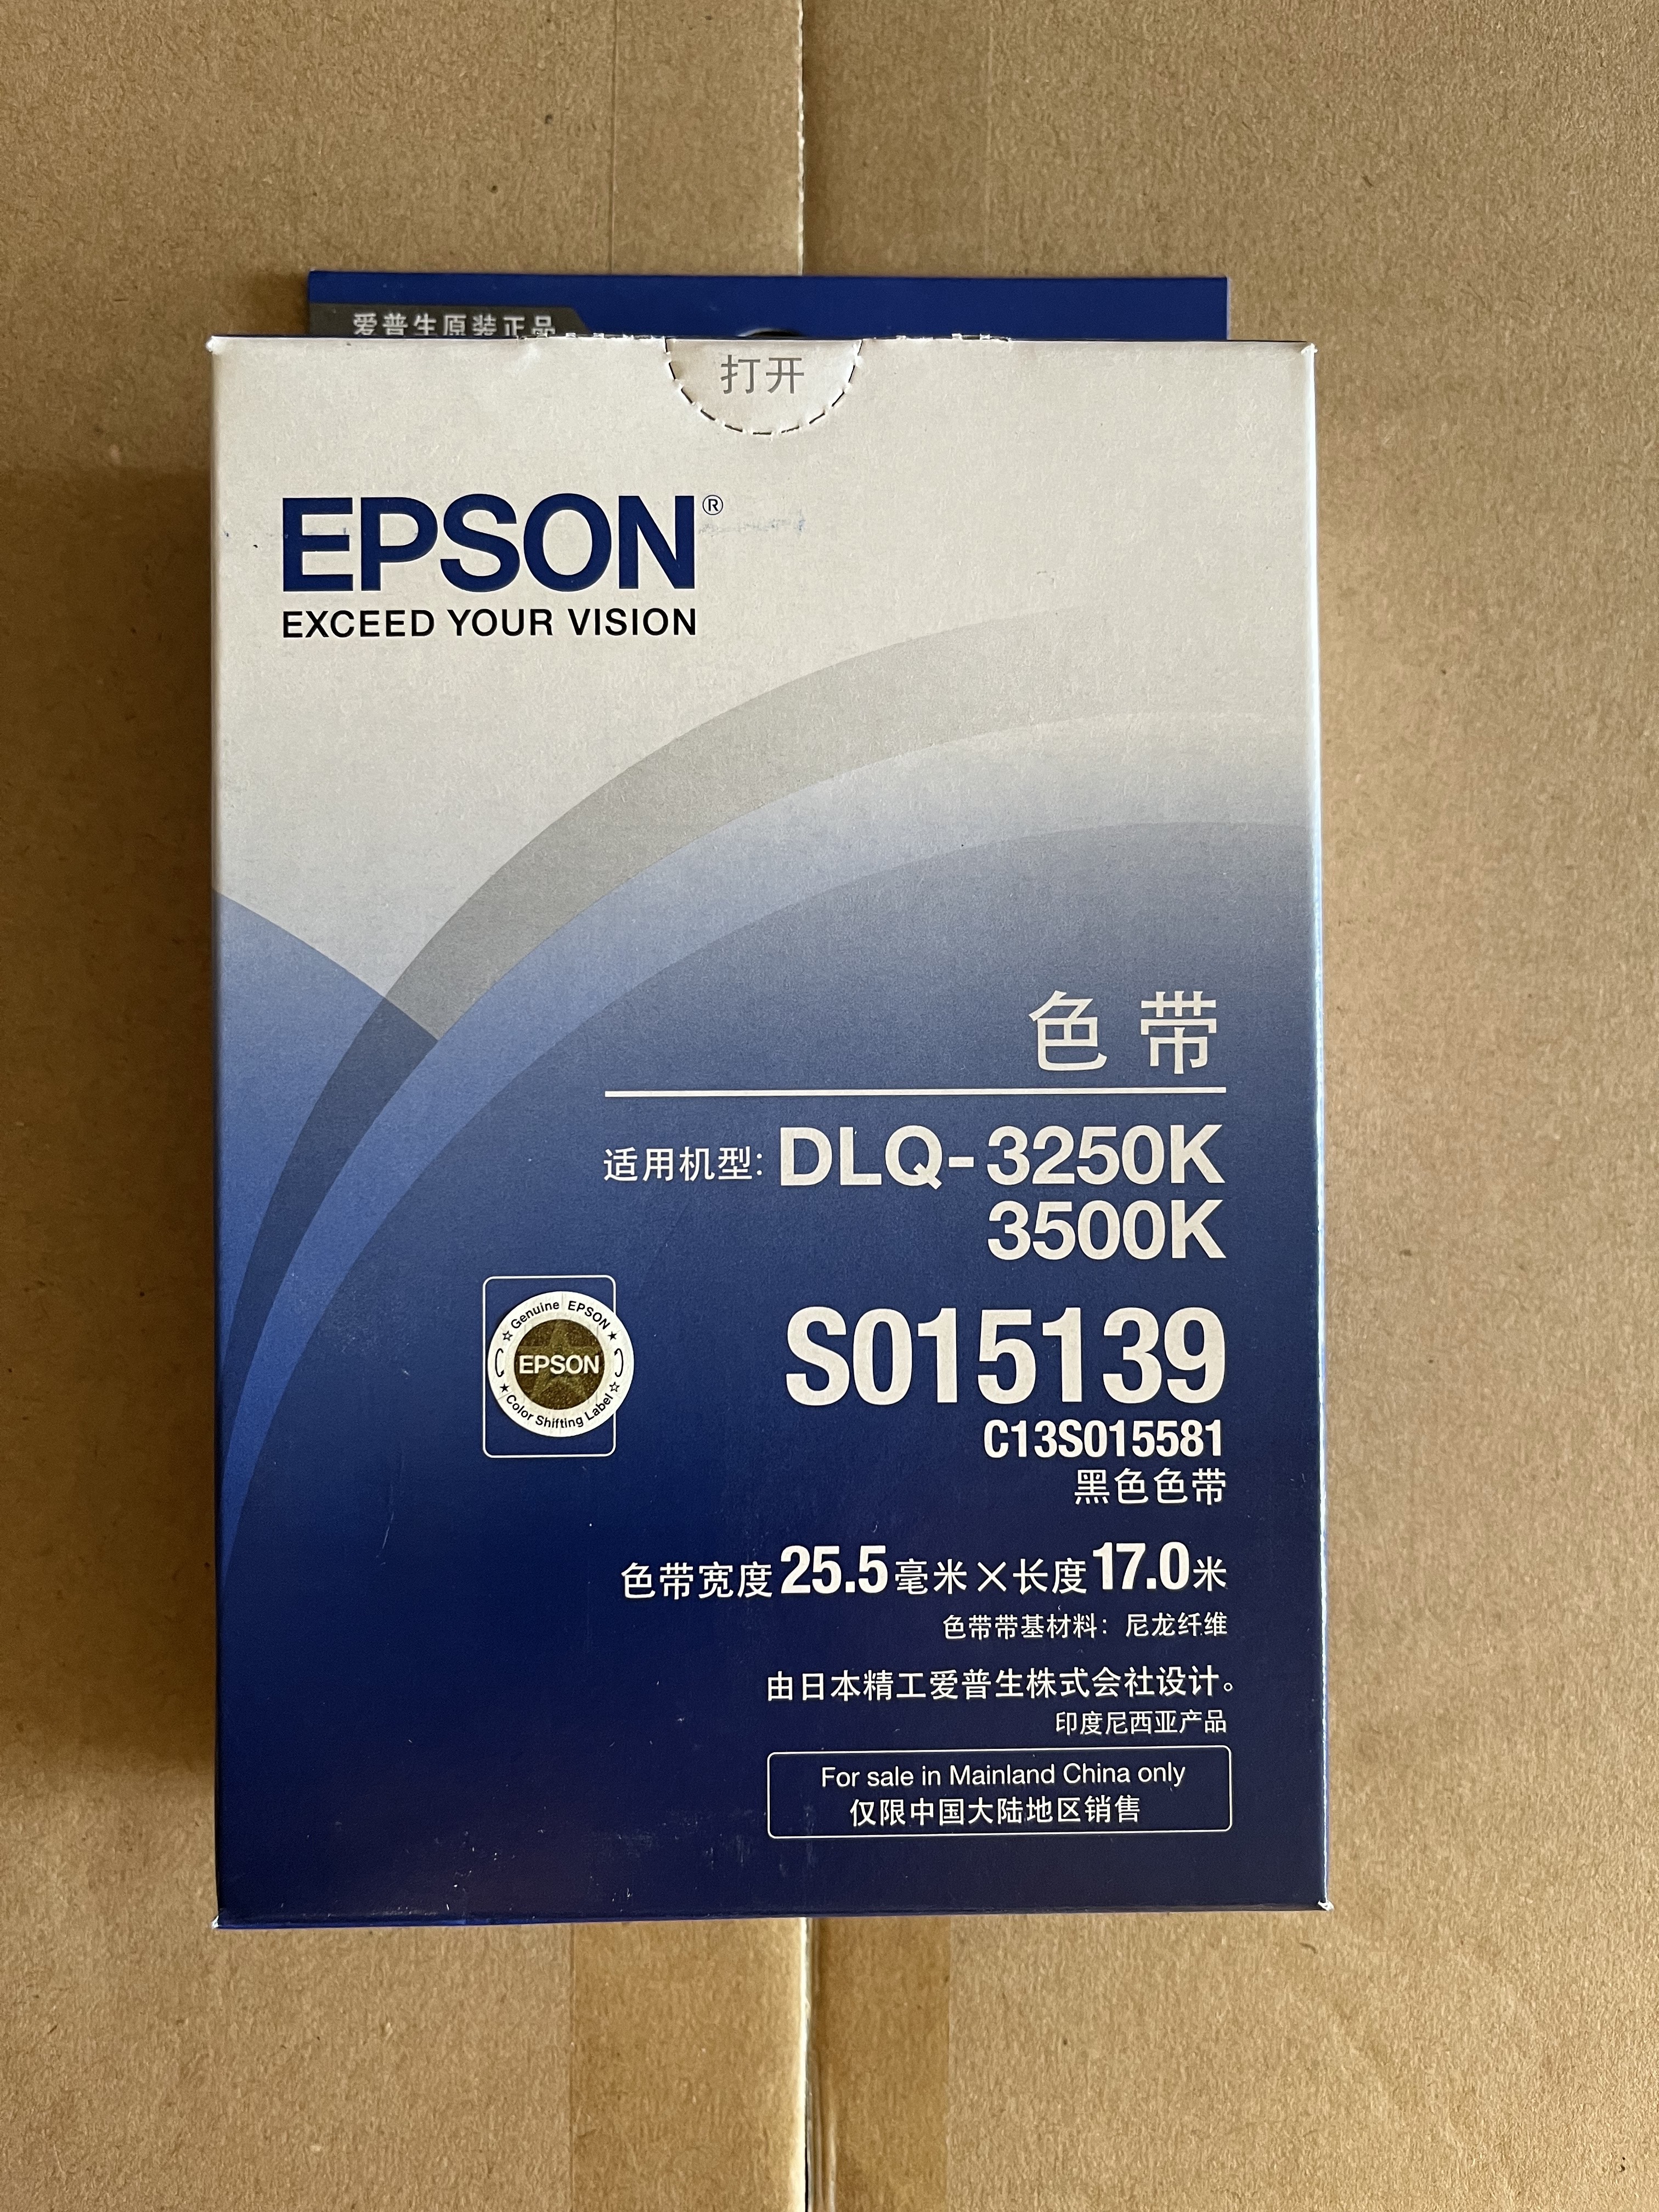 爱普生原装正品
打开
EPSON®
EXCEED YOUR VISION
色带
适用机型: DLQ-3250K
3500K
Genuine EPSON
EPSON
Color Shifting Label
S015139
C13S015581
黑色色带
色带宽度25.5毫米×长度17.0米
色带带基材料：尼龙纤维
由日本精工爱普生株式会社设计。
印度尼西亚产品
For sale in Mainland China only
仅限中国大陆地区销售